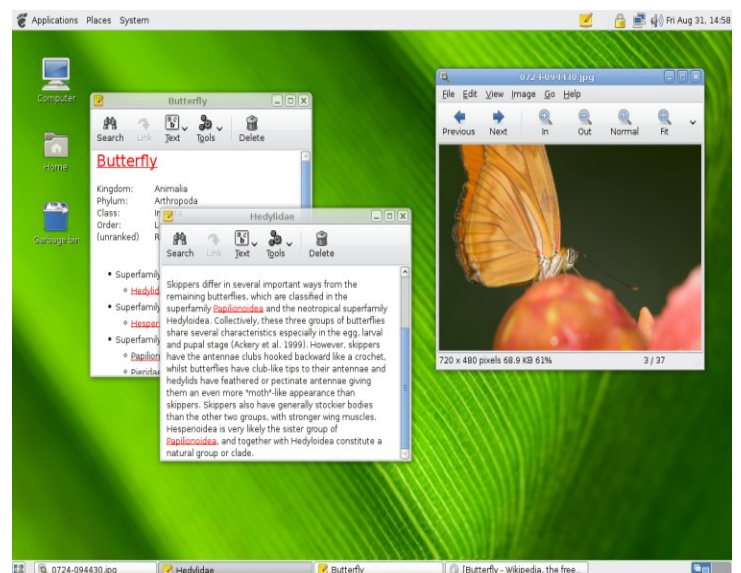 Applications Places System
Fri Aug 31, 14:58
Computer
Home
Garbage bin
Butterfly
Search Link Text Tools Delete
Butterfly
Kingdom: Animalia
Phylum: Arthropoda
Class:
Order:
(unranked)
• Superfamily
Hedylid
• Superfamily
Hesperi
• Superfamily
Papilion
Pieridae
Hedylidae
Search Link Text Tools Delete
Skippers differ in several important ways from the
remaining butterflies, which are classified in the
superfamily Papilionoidea and the neotropical superfamily
Hedyloidea. Collectively, these three groups of butterflies
share several characteristics especially in the egg, larval
and pupal stage (Ackery et al. 1999). However, skippers
have the antennae clubs hooked backward like a crochet,
whilst butterflies have club-like tips to their antennae and
hedylids have feathered or pectinate antennae giving
them an even more "moth"-like appearance than
skippers. Skippers also have generally stockier bodies
than the other two groups, with stronger wing muscles.
Hesperioidea is very likely the sister group of
Papilionoidea, and together with Hedyloidea constitute a
natural group or clade.
0724-094430.jpg
File Edit View Image Go Help
Previous Next In Out Normal Fit
720 x 480 pixels 68.9 KB 61% 3 / 37
0724-094430.jpg
Hedylidae
Butterfly
[Butterfly - Wikipedia, the free...